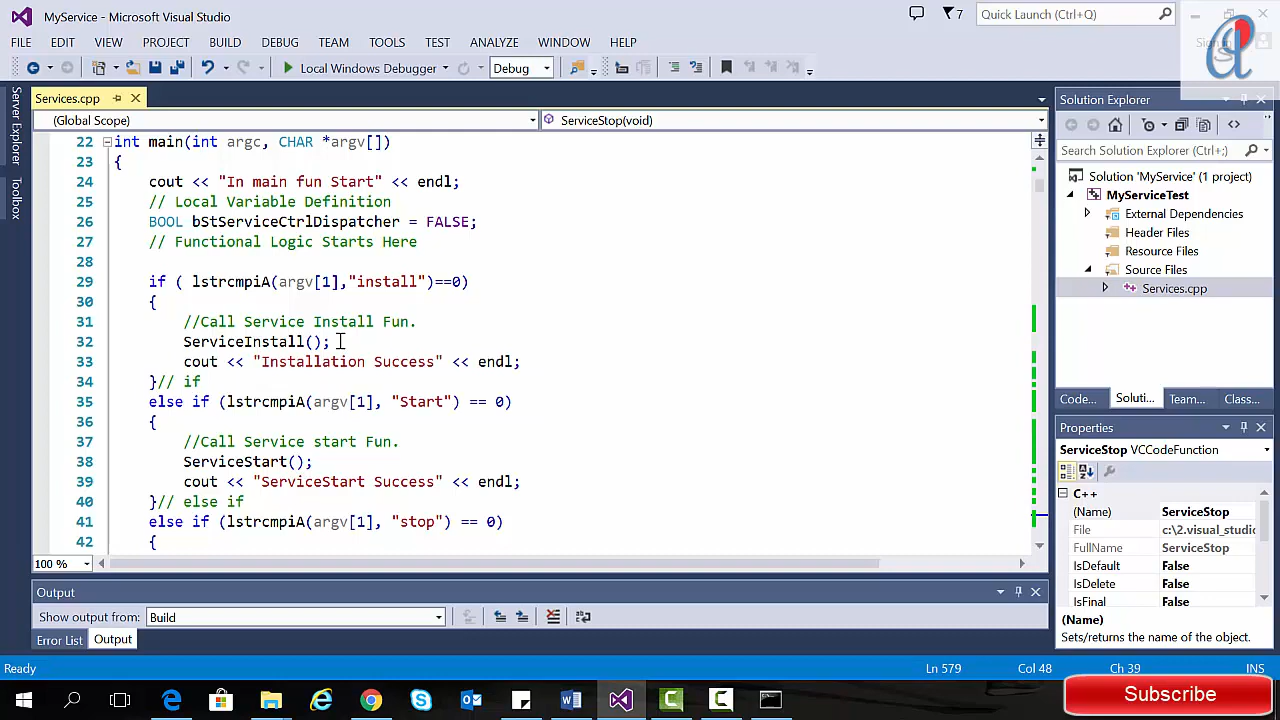 MyService - Microsoft Visual Studio
7
Quick Launch (Ctrl+Q)
FILE EDIT VIEW PROJECT BUILD DEBUG TEAM TOOLS TEST ANALYZE WINDOW HELP
Sign in
Local Windows Debugger
Debug
Server Explorer
Toolbox
Services.cpp
(Global Scope)
ServiceStop(void)
22 int main(int argc, CHAR *argv[])
23 {
24 cout << "In main fun Start" << endl;
25 // Local Variable Definition
26 BOOL bStServiceCtrlDispatcher = FALSE;
27 // Functional Logic Starts Here
28
29 if ( lstrcmpiA(argv[1],"install")==0)
30 {
31 //Call Service Install Fun.
32 ServiceInstall();
33 cout << "Installation Success" << endl;
34 }// if
35 else if (lstrcmpiA(argv[1], "Start") == 0)
36 {
37 //Call Service start Fun.
38 ServiceStart();
39 cout << "ServiceStart Success" << endl;
40 }// else if
41 else if (lstrcmpiA(argv[1], "stop") == 0)
42 {
100 %
Solution Explorer
Search Solution Explorer (Ctrl+;)
Solution 'MyService' (1 project)
MyServiceTest
External Dependencies
Header Files
Resource Files
Source Files
Services.cpp
Code... Soluti... Team... Class...
Properties
ServiceStop VCCodeFunction
C++
(Name) ServiceStop
File c:\2.visual_studio
FullName ServiceStop
IsDefault False
IsDelete False
IsFinal False
(Name)
Sets/returns the name of the object.
Output
Show output from: Build
Error List Output
Ready
Ln 579 Col 48 Ch 39 INS
Subscribe